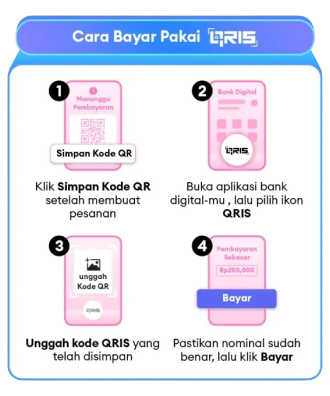 Cara Bayar Pakai QRIS
1
Menunggu
Pembayaran
Simpan Kode QR
Klik Simpan Kode QR
setelah membuat
pesanan
2
Bank Digital
QRIS
Buka aplikasi bank
digital-mu , lalu pilih ikon
QRIS
3
unggah
Kode QR
QRIS
Unggah kode QRIS yang
telah disimpan
4
Pembayaran
Sebesar
Rp260,000
Bayar
Pastikan nominal sudah
benar, lalu klik Bayar